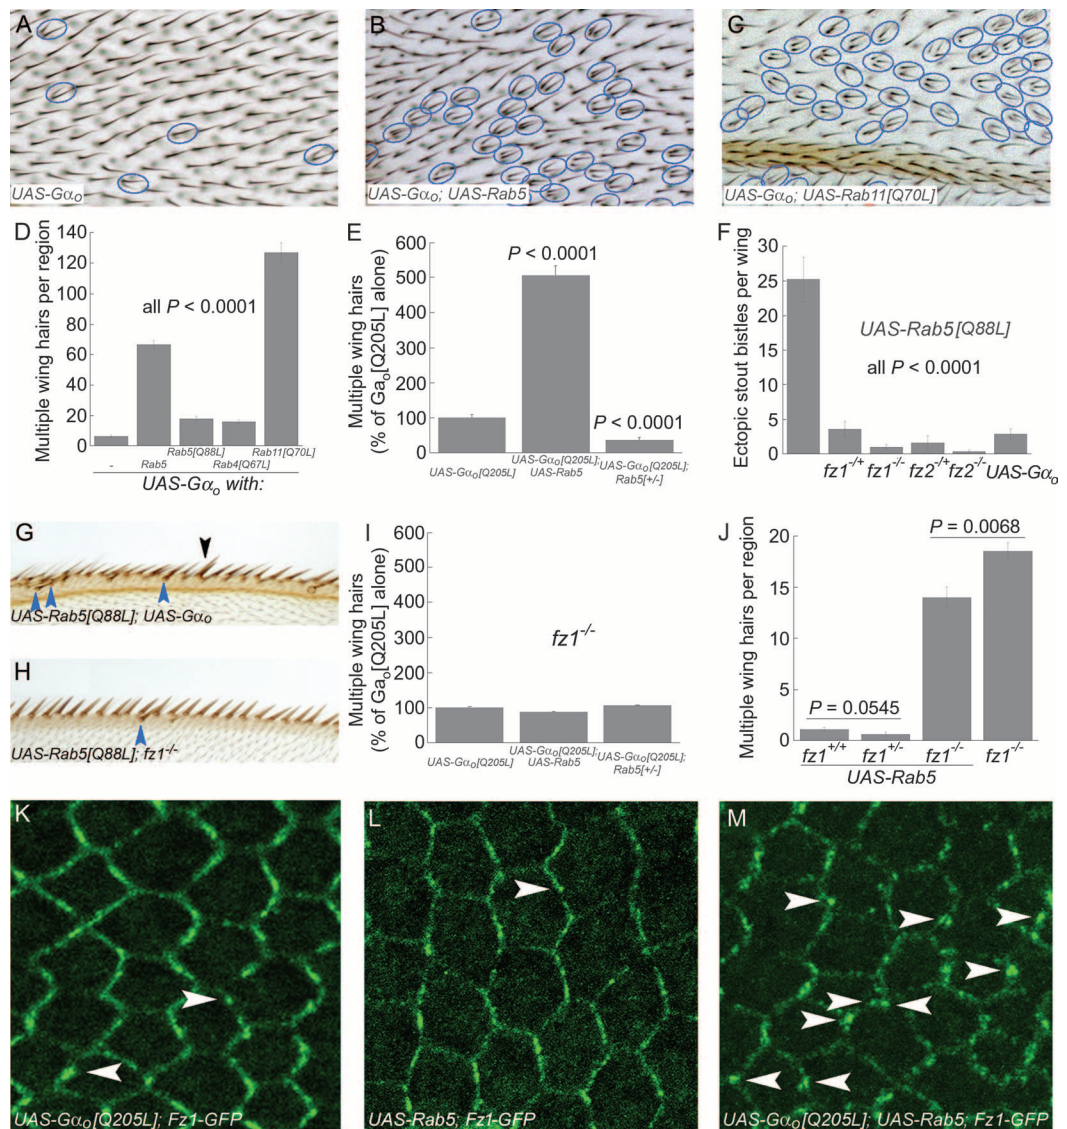 A
UAS-Gαo
B
UAS-Gαo; UAS-Rab5
C
UAS-Gαo; UAS-Rab11[Q70L]
D
Multiple wing hairs per region
140
120
100
80
60
40
20
0
all P < 0.0001
-
Rab5
Rab5[Q88L]
Rab4[Q67L]
Rab11[Q70L]
UAS-Gαo with:
E
Multiple wing hairs
(% of Gao[Q205L] alone)
600
500
400
300
200
100
0
P < 0.0001
P < 0.0001
UAS-Gαo[Q205L]
UAS-Gαo[Q205L];
UAS-Rab5
UAS-Gαo[Q205L];
Rab5[+/-]
F
Ectopic stout bistles per wing
30
25
20
15
10
5
0
UAS-Rab5[Q88L]
all P < 0.0001
fz1-/+
fz1-/-
fz2-/+
fz2-/-
UAS-Gαo
G
UAS-Rab5[Q88L]; UAS-Gαo
H
UAS-Rab5[Q88L]; fz1-/-
I
Multiple wing hairs
(% of Gao[Q205L] alone)
600
500
400
300
200
100
0
fz1-/-
UAS-Gαo[Q205L]
UAS-Gαo[Q205L];
UAS-Rab5
UAS-Gαo[Q205L];
Rab5[+/-]
J
Multiple wing hairs per region
20
15
10
5
0
P = 0.0068
P = 0.0545
fz1+/+
fz1+/-
fz1-/-
fz1-/-
UAS-Rab5
K
UAS-Gαo[Q205L]; Fz1-GFP
L
UAS-Rab5; Fz1-GFP
M
UAS-Gαo[Q205L]; UAS-Rab5; Fz1-GFP